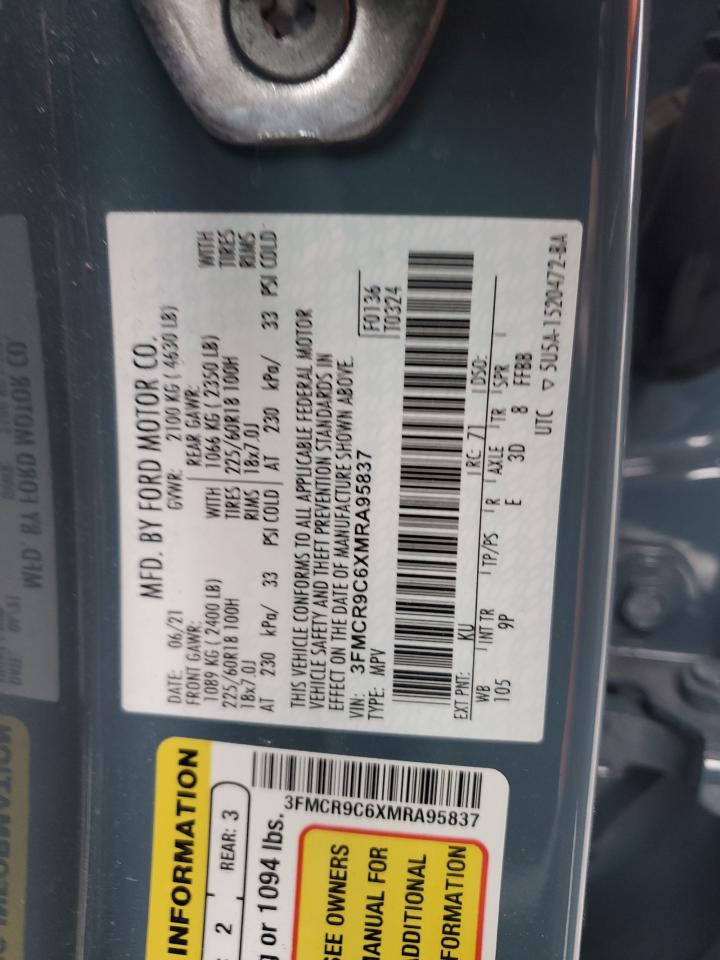 MFD. BY FORD MOTOR CO.
DATE: 06/21 GVWR: 2100 KG ( 4630 LB)
FRONT GAWR: REAR GAWR:
1089 KG ( 2400 LB) WITH 1066 KG ( 2350 LB) WITH
225/60R18 100H TIRES 225/60R18 100H TIRES
18x7.0J RIMS 18x7.0J RIMS
AT 230 kPa/ 33 PSI COLD AT 230 kPa/ 33 PSI COLD
THIS VEHICLE CONFORMS TO ALL APPLICABLE FEDERAL MOTOR
VEHICLE SAFETY AND THEFT PREVENTION STANDARDS IN
EFFECT ON THE DATE OF MANUFACTURE SHOWN ABOVE.
VIN: 3FMCR9C6XMRA95837
TYPE: MPV
F0136
T0324
EXT PNT: KU RC: 71 DSO:
WB INT TR TP/PS R AXLE TR SPR
105 9P E 3D 8 FFBB
UTC ▽ 5U5A-1520472-BA
INFORMATION
2 REAR: 3
or 1094 lbs.
3FMCR9C6XMRA95837
SEE OWNERS
MANUAL FOR
ADDITIONAL
INFORMATION
MFD. BY FORD MOTOR CO